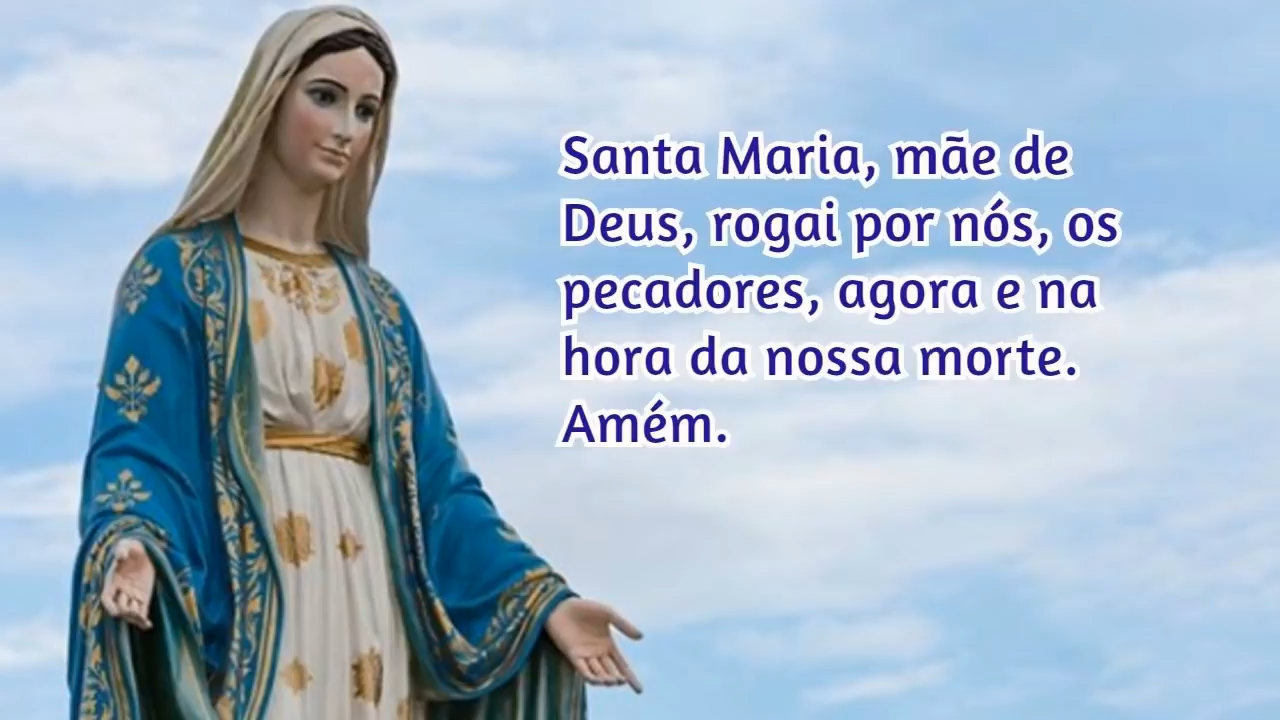 Santa Maria, mãe de
Deus, rogai por nós, os
pecadores, agora e na
hora da nossa morte.
Amém.